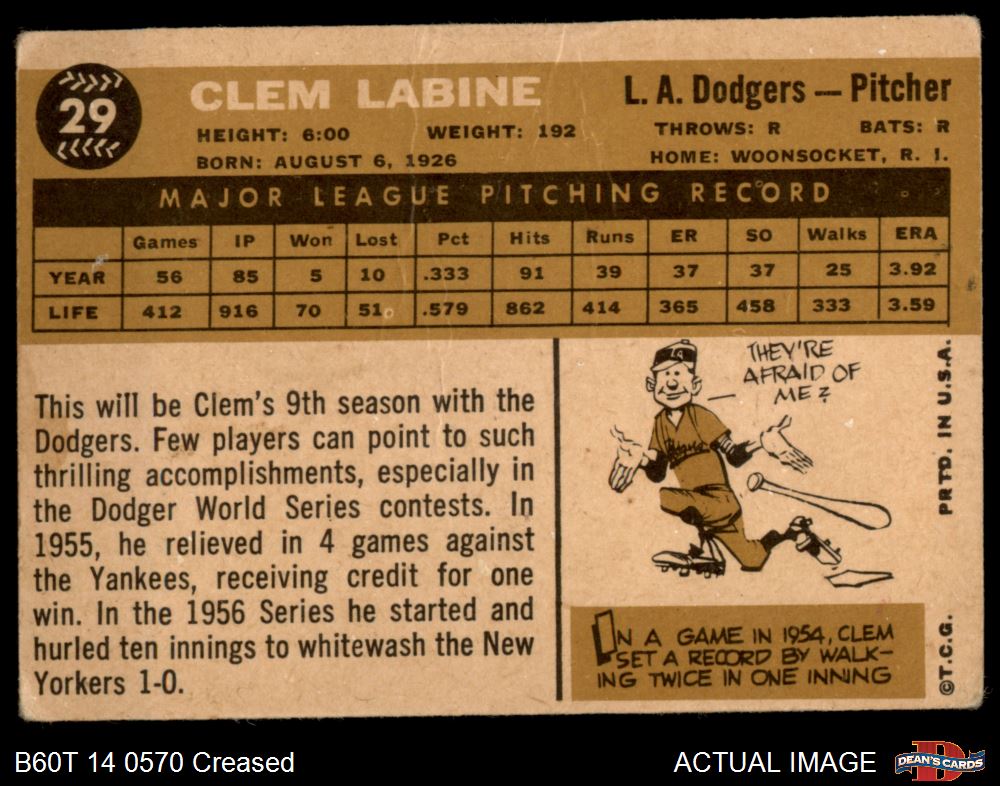 29
CLEM LABINE
L. A. Dodgers — Pitcher
HEIGHT: 6:00 WEIGHT: 192 THROWS: R BATS: R
BORN: AUGUST 6, 1926 HOME: WOONSOCKET, R. I.
MAJOR LEAGUE PITCHING RECORD
Games IP Won Lost Pct Hits Runs ER SO Walks ERA
YEAR 56 85 5 10 .333 91 39 37 37 25 3.92
LIFE 412 916 70 51 .579 862 414 365 458 333 3.59
This will be Clem's 9th season with the
Dodgers. Few players can point to such
thrilling accomplishments, especially in
the Dodger World Series contests. In
1955, he relieved in 4 games against
the Yankees, receiving credit for one
win. In the 1956 Series he started and
hurled ten innings to whitewash the New
Yorkers 1-0.
LA
THEY'RE
AFRAID OF
ME?
IN A GAME IN 1954, CLEM
SET A RECORD BY WALK-
ING TWICE IN ONE INNING
©T.C.G. PRTD. IN U.S.A.
B60T 14 0570 Creased
ACTUAL IMAGE
D
DEAN'S CARDS